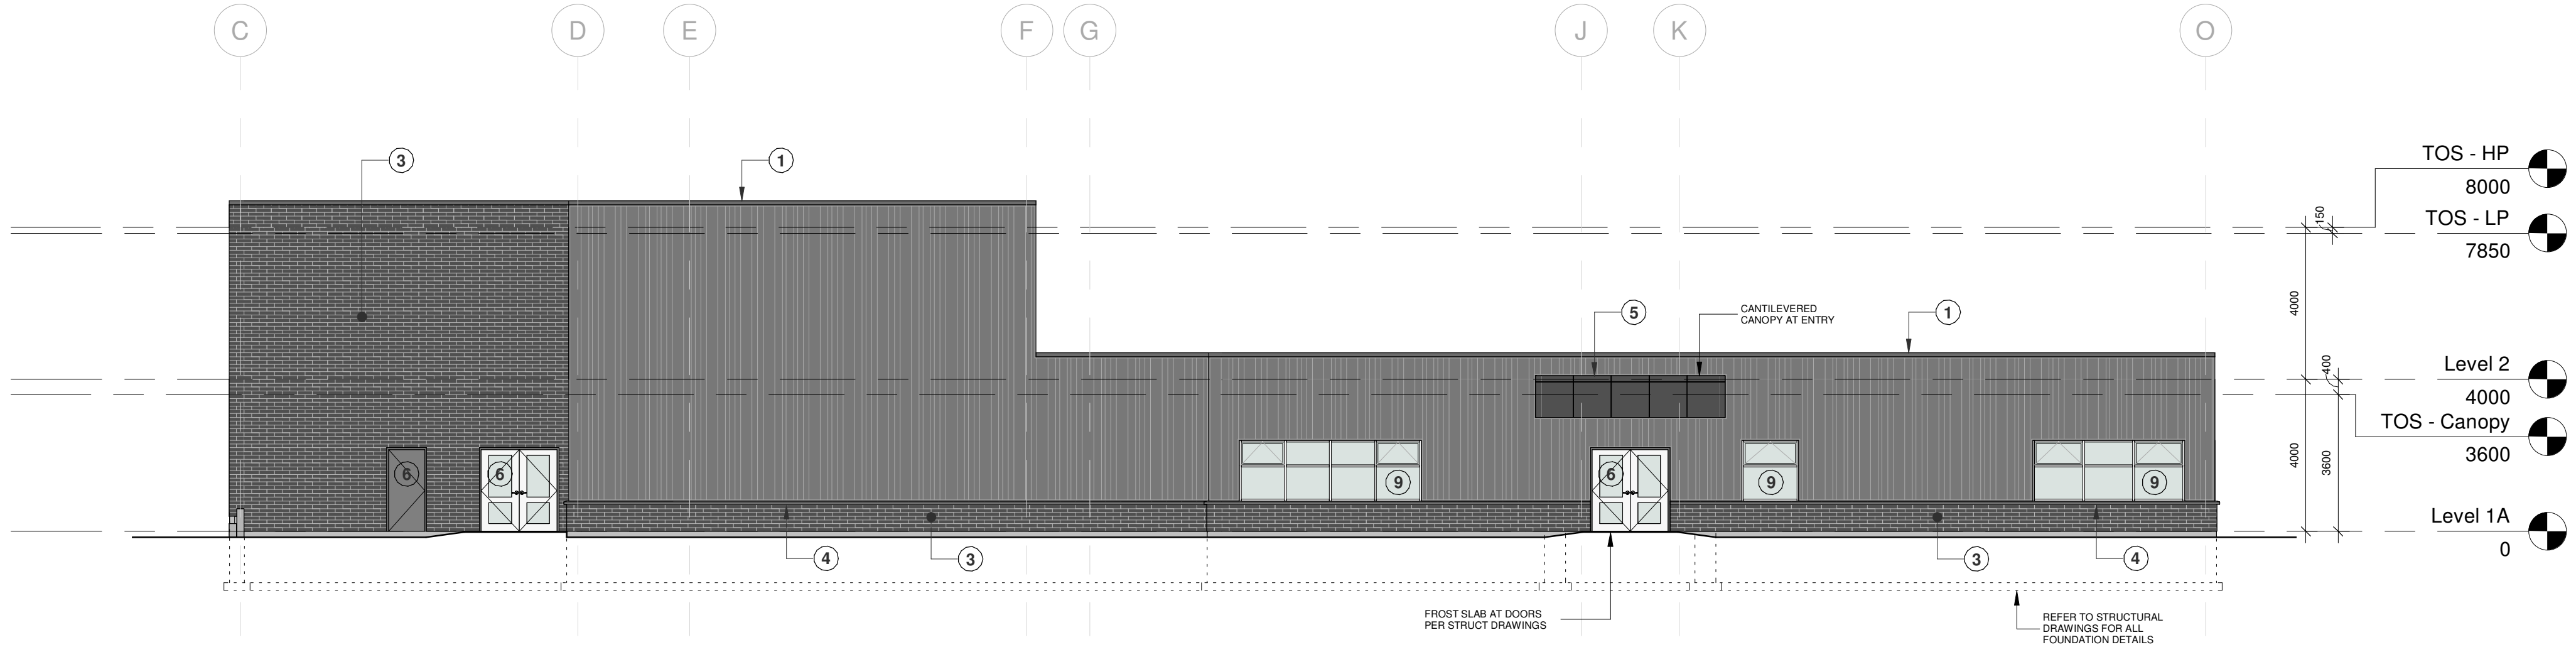 C
D
E
F
G
J
K
O
3
1
TOS - HP
8000
150
TOS - LP
7850
4000
5
CANTILEVERED
CANOPY AT ENTRY
1
400
Level 2
4000
TOS - Canopy
3600
6
6
6
9
9
9
4000
3600
Level 1A
0
4
3
3
4
FROST SLAB AT DOORS
PER STRUCT DRAWINGS
REFER TO STRUCTURAL
DRAWINGS FOR ALL
FOUNDATION DETAILS